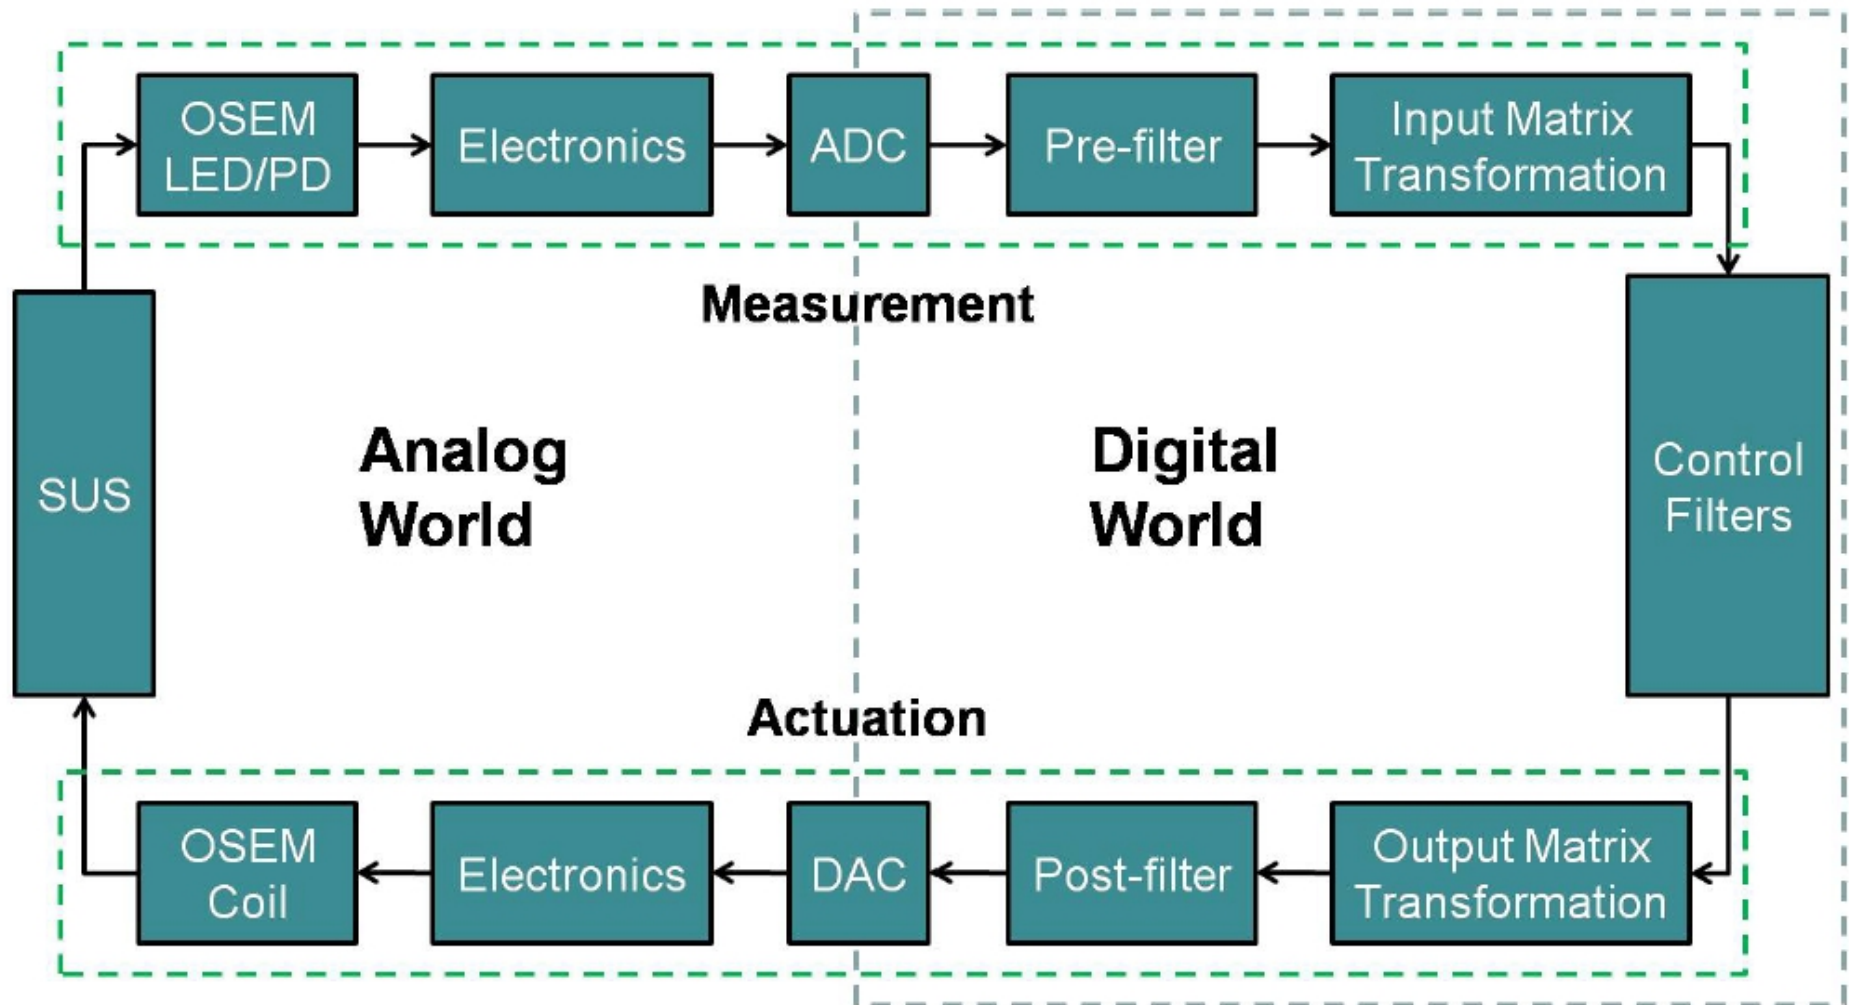 OSEM
LED/PD
Electronics
ADC
Pre-filter
Input Matrix
Transformation
Measurement
Analog
World
Digital
World
SUS
Control
Filters
Actuation
OSEM
Coil
Electronics
DAC
Post-filter
Output Matrix
Transformation